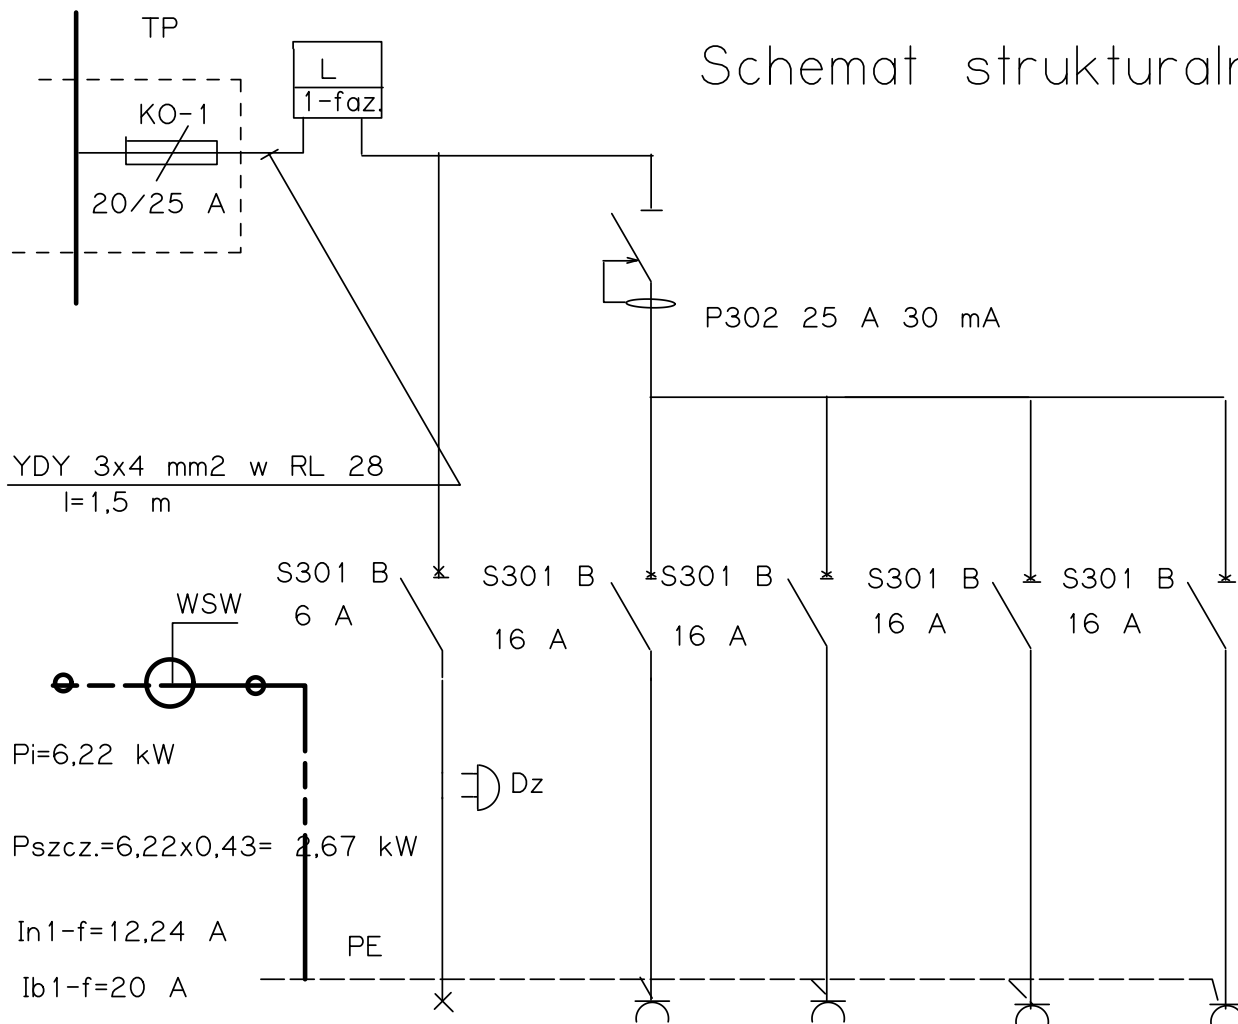 TP
Schemat strukturaln
L
1-faz.
KO-1
20/25 A
P302 25 A 30 mA
YDY 3x4 mm2 w RL 28
l=1,5 m
S301 B
6 A
S301 B
16 A
S301 B
16 A
S301 B
16 A
S301 B
16 A
WSW
Pi=6,22 kW
Dz
Pszcz.=6,22x0,43= 2,67 kW
In1-f=12,24 A
PE
Ib1-f=20 A